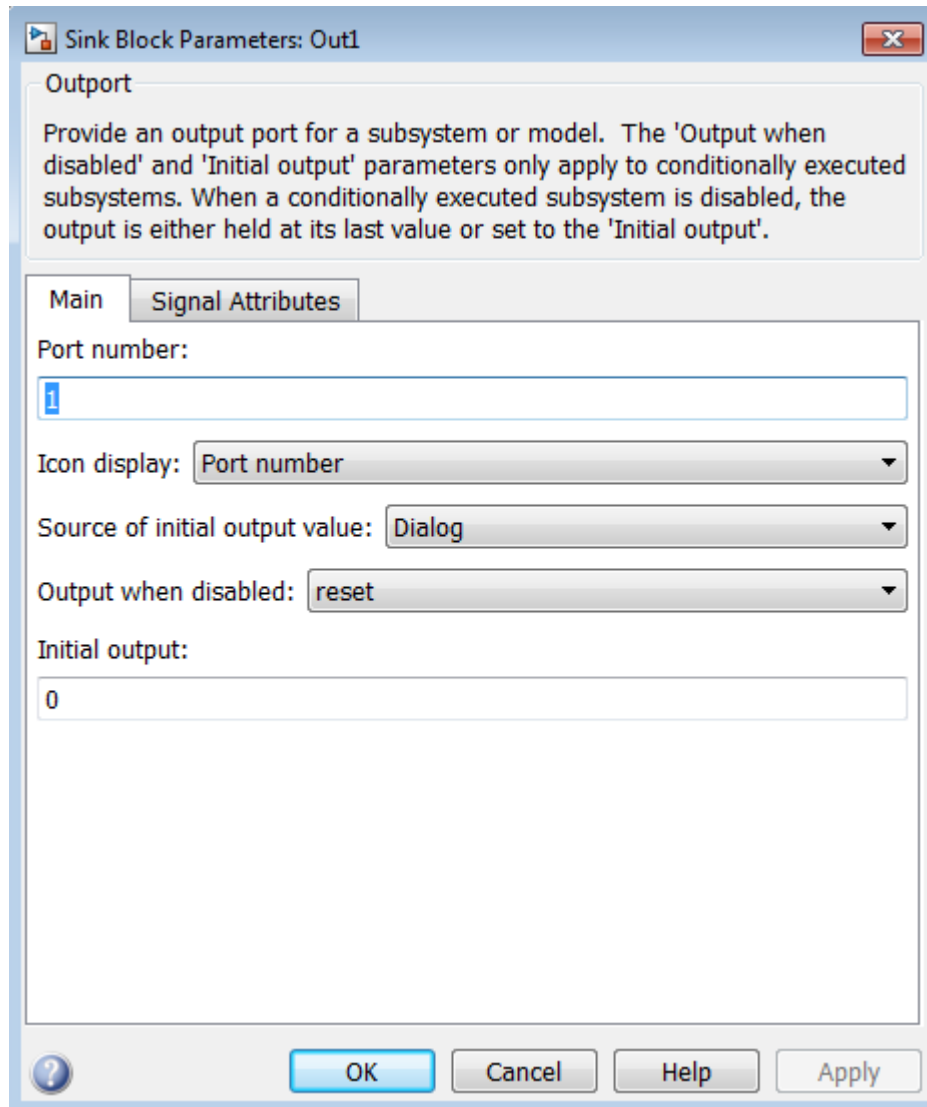 Sink Block Parameters: Out1
Outport
Provide an output port for a subsystem or model.  The 'Output when
disabled' and 'Initial output' parameters only apply to conditionally executed
subsystems. When a conditionally executed subsystem is disabled, the
output is either held at its last value or set to the 'Initial output'.
Main Signal Attributes
Port number:
1
Icon display: Port number
Source of initial output value: Dialog
Output when disabled: reset
Initial output:
0
? OK Cancel Help Apply